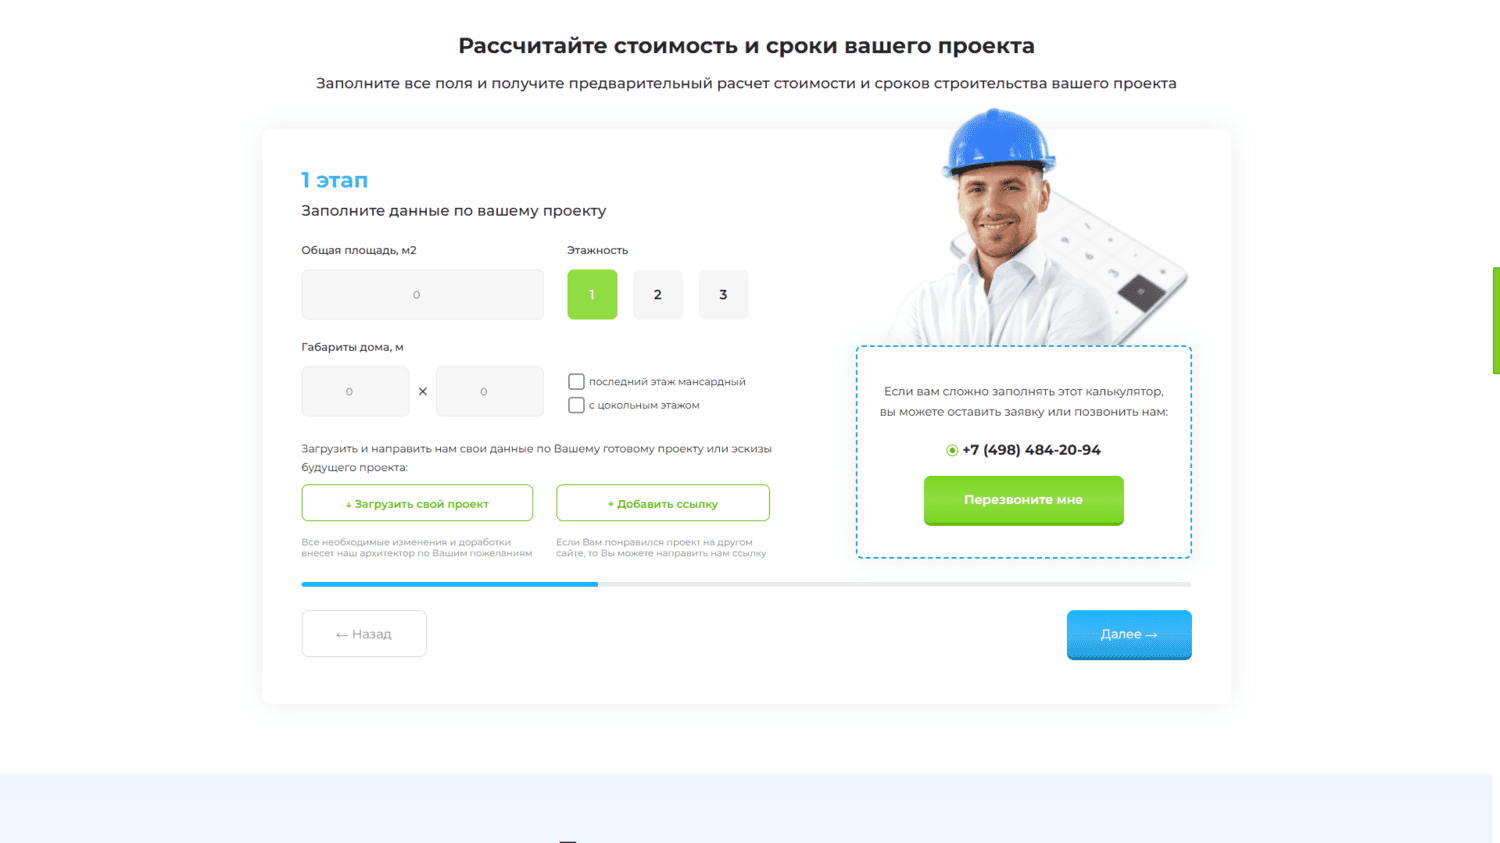 Рассчитайте стоимость и сроки вашего проекта
Заполните все поля и получите предварительный расчет стоимости и сроков строительства вашего проекта
1 этап
Заполните данные по вашему проекту
Общая площадь, м2
Этажность
0
1
2
3
Габариты дома, м
0
×
0
последний этаж мансардный
с цокольным этажом
Загрузить и направить нам свои данные по Вашему готовому проекту или эскизы
будущего проекта:
↓ Загрузить свой проект
+ Добавить ссылку
Все необходимые изменения и доработки
внесет наш архитектор по Вашим пожеланиям
Если Вам понравился проект на другом
сайте, то Вы можете направить нам ссылку
Если вам сложно заполнять этот калькулятор,
вы можете оставить заявку или позвонить нам:
+7 (498) 484-20-94
Перезвоните мне
← Назад
Далее →